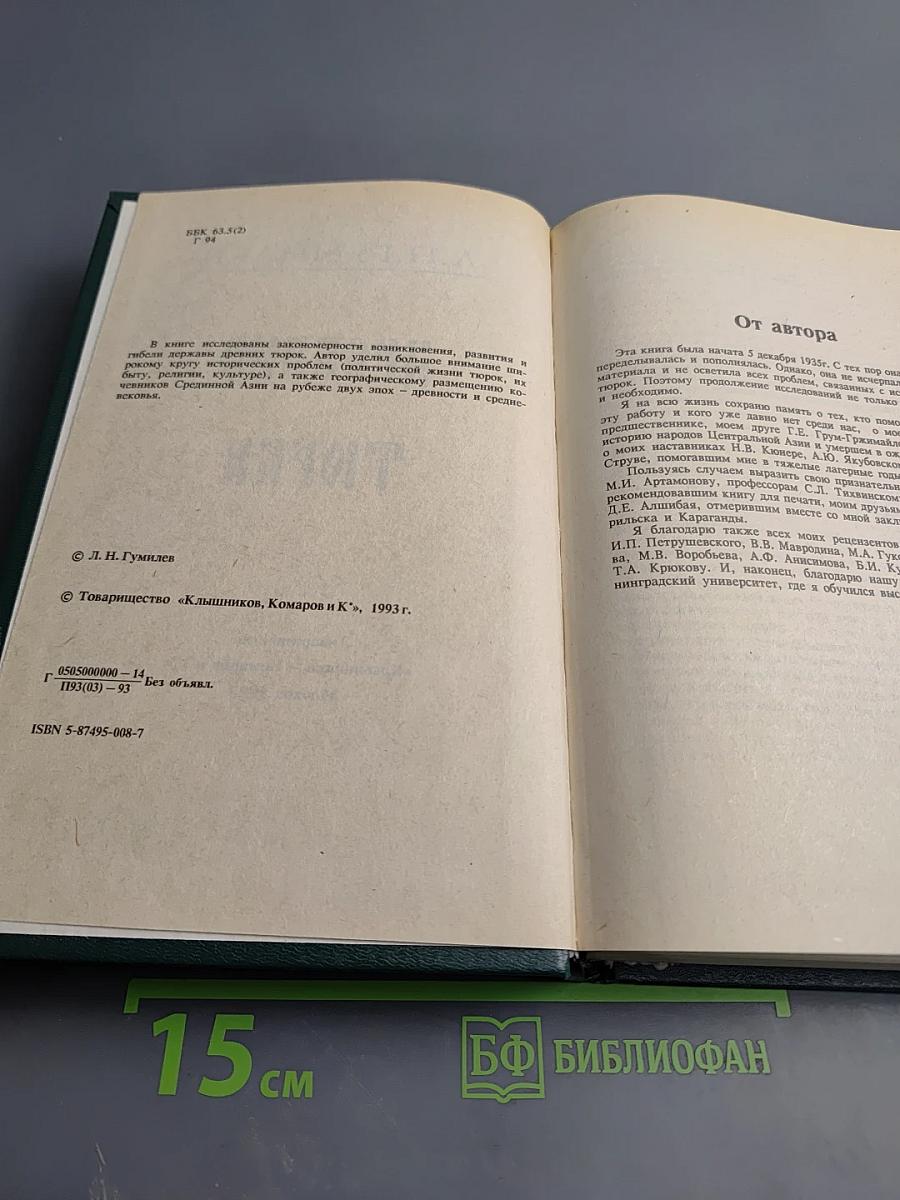 ББК 63.5(2)
Г 94
В книге исследованы закономерности возникновения, развития и
гибели державы древних тюрок. Автор уделил большое внимание ши-
рокому кругу исторических проблем (политической жизни тюрок, их
быту, религии, культуре), а также географическому размещению ко-
чевников Срединной Азии на рубеже двух эпох — древности и средне-
вековья.
© Л. Н. Гумилев
© Товарищество «Клышников, Комаров и К°», 1993 г.
Г 0505000000 — 14
П93(03) — 93 Без объявл.
ISBN 5-87495-008-7
От автора
Эта книга была начата 5 декабря 1935г. С тех пор она
переделывалась и пополнялась. Однако, она не исчерпал
материала и не осветила всех проблем, связанных с ис
тюрок. Поэтому продолжение исследований не только
и необходимо.
Я на всю жизнь сохраню память о тех, кто помо
эту работу и кого уже давно нет среди нас, о мое
предшественнике, моем друге Г.Е. Грум-Гржимайло
историю народов Центральной Азии и умершем в ож
о моих наставниках Н.В. Кюнере, А.Ю. Якубовском
Струве, помогавшим мне в тяжелые лагерные годы
Пользуясь случаем выразить свою признательн
М.И. Артамонову, профессорам С.Л. Тихвинском
рекомендовавшим книгу для печати, моим друзьям
Д.Е. Алшибая, отмерившим вместе со мной закл
рильска и Караганды.
Я благодарю также всех моих рецензентов
И.П. Петрушевского, В.В. Мавродина, М.А. Гуко
ва, М.В. Воробьева, А.Ф. Анисимова, Б.И. Ку
Т.А. Крюкову. И, наконец, благодарю нашу
нинградский университет, где я обучился выс
15 см
БФ БИБЛИОФАН